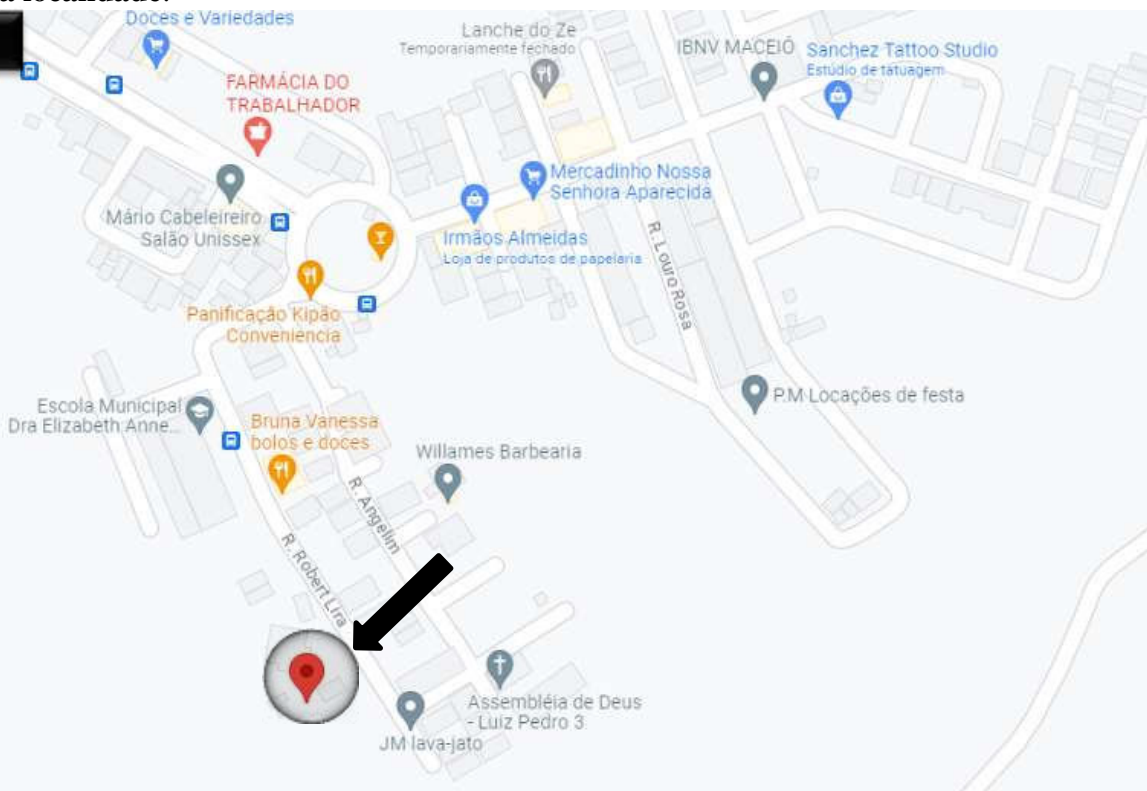 a localidade.
Doces e Variedades
Lanche do Ze
Temporariamente fechado
IBNV MACEIÓ
Sanchez Tattoo Studio
Estúdio de tatuagem
FARMÁCIA DO
TRABALHADOR
Mercadinho Nossa
Senhora Aparecida
Mário Cabeleireiro
Salão Unissex
Irmãos Almeidas
Loja de produtos de papelaria
R. Louro Rosa
Panificação Kipão
Conveniencia
P.M Locações de festa
Escola Municipal
Dra Elizabeth Anne...
Bruna Vanessa
bolos e doces
Willames Barbearia
R. Angelim
R. Robert Lira
Assembléia de Deus
- Luiz Pedro 3
JM lava-jato